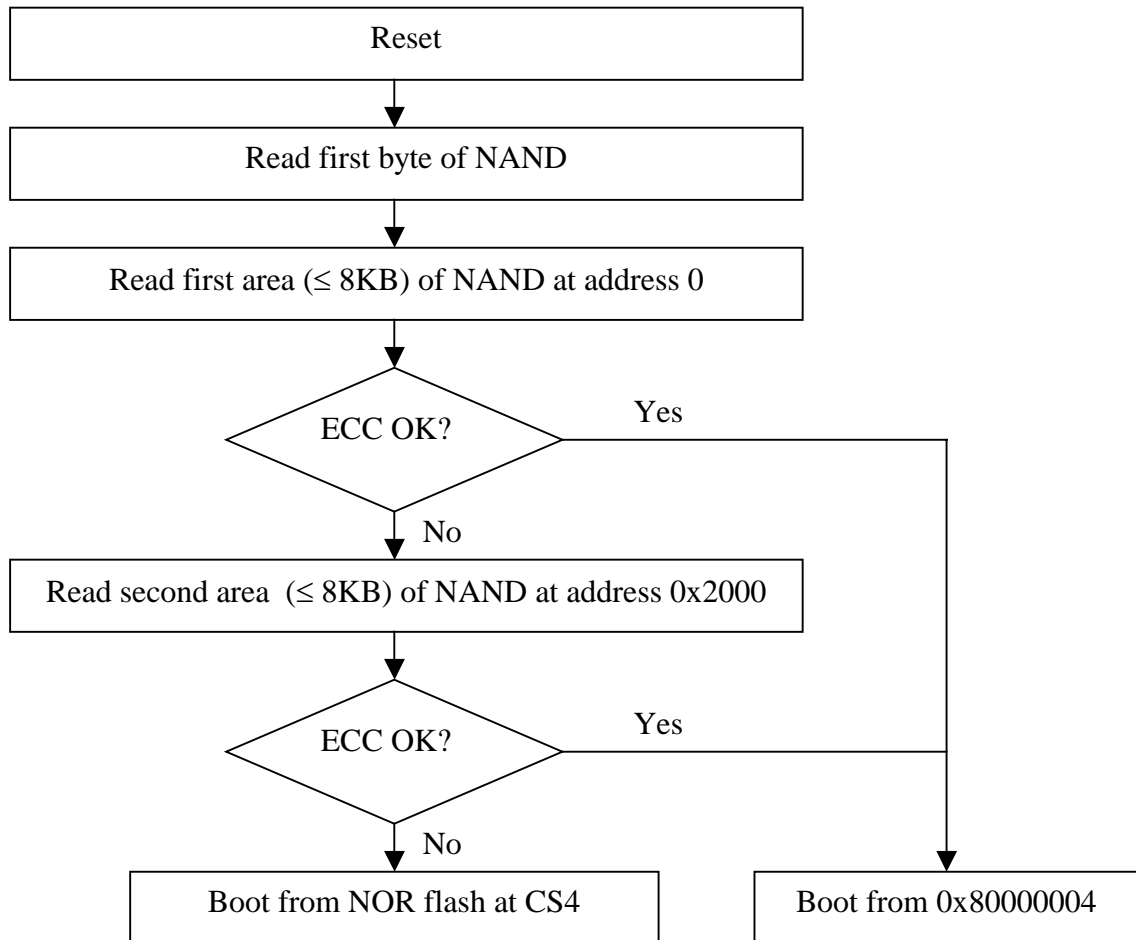 Reset
Read first byte of NAND
Read first area (≤ 8KB) of NAND at address 0
ECC OK?
Yes
No
Read second area  (≤ 8KB) of NAND at address 0x2000
ECC OK?
Yes
No
Boot from NOR flash at CS4
Boot from 0x80000004